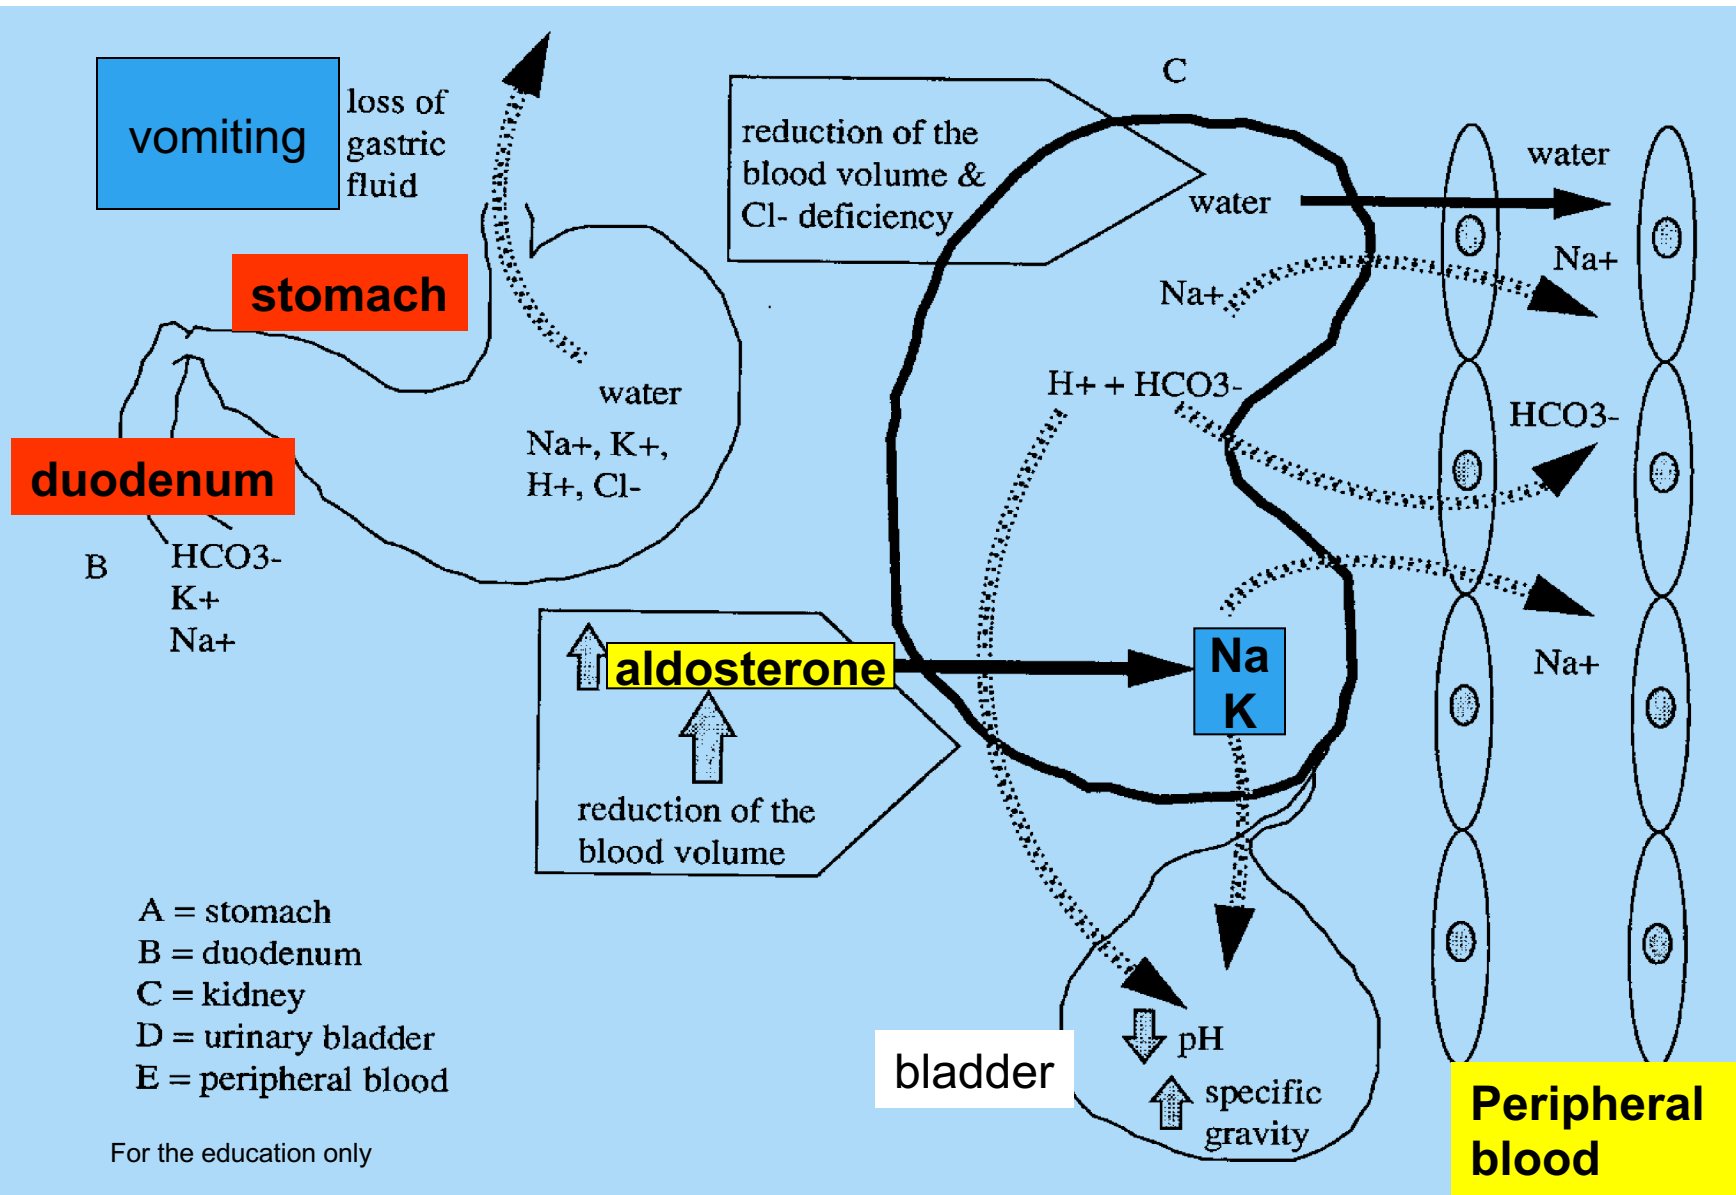 vomiting
loss of
gastric
fluid
stomach
duodenum
water
Na+, K+,
H+, Cl-
B
HCO3-
K+
Na+
C
reduction of the
blood volume &
Cl- deficiency
water
water
Na+
Na+
H+ + HCO3-
HCO3-
aldosterone
Na
K
Na+
reduction of the
blood volume
A = stomach
B = duodenum
C = kidney
D = urinary bladder
E = peripheral blood
bladder
pH
specific
gravity
Peripheral
blood
For the education only